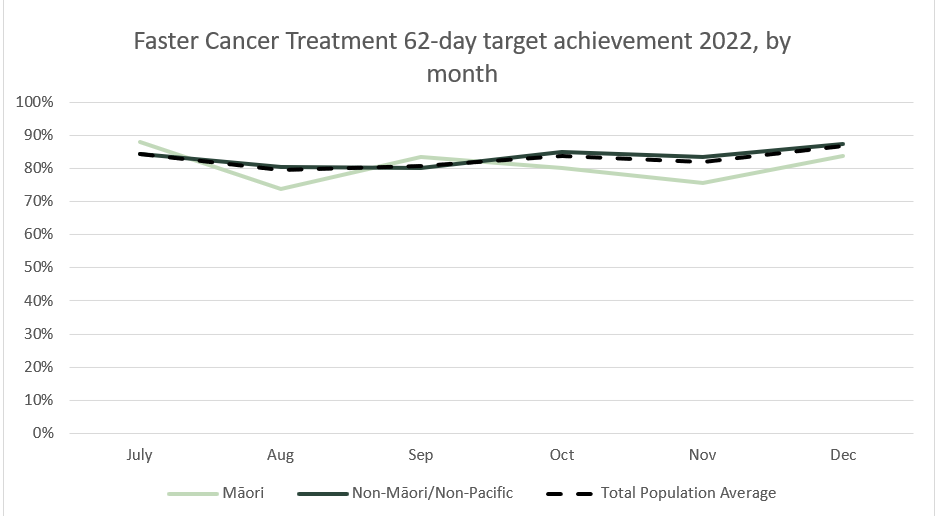 Faster Cancer Treatment 62-day target achievement 2022, by
month
100%
90%
80%
70%
60%
50%
40%
30%
20%
10%
0%
July Aug Sep Oct Nov Dec
Māori Non-Māori/Non-Pacific Total Population Average